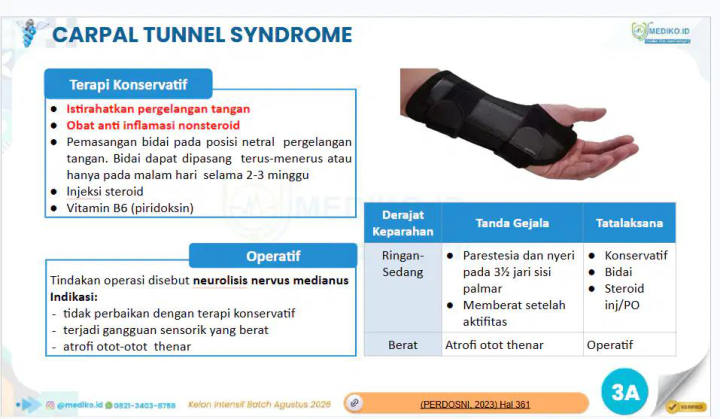 CARPAL TUNNEL SYNDROME
MEDIKO.ID
Terapi Konservatif
● Istirahatkan pergelangan tangan
● Obat anti inflamasi nonsteroid
● Pemasangan bidai pada posisi netral pergelangan
tangan. Bidai dapat dipasang terus-menerus atau
hanya pada malam hari selama 2-3 minggu
● Injeksi steroid
● Vitamin B6 (piridoksin)
Operatif
Tindakan operasi disebut neurolisis nervus medianus
Indikasi:
- tidak perbaikan dengan terapi konservatif
- terjadi gangguan sensorik yang berat
- atrofi otot-otot thenar
Derajat
Keparahan
Tanda Gejala
Tatalaksana
Ringan-
Sedang
● Parestesia dan nyeri
pada 3½ jari sisi
palmar
● Memberat setelah
aktifitas
● Konservatif
● Bidai
● Steroid
inj/PO
Berat
Atrofi otot thenar
Operatif
@mediko.id 0821-3403-8788
Kelan Intensif Batch Agustus 2026
(PERDOSNI, 2023) Hal 361
3A